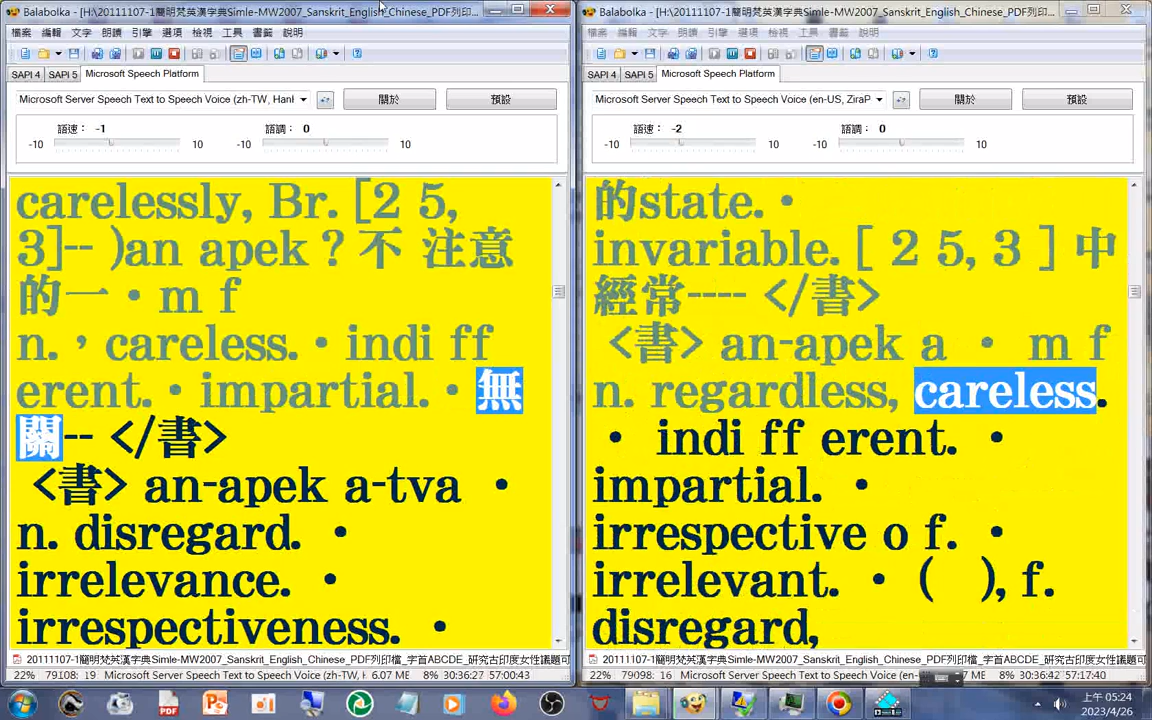 Balabolka - [H:\20111107-1簡明梵英漢字典Simle-MW2007_Sanskrit_English_Chinese_PDF列印...
檔案 編輯 文字 朗讀 引擎 選項 檢視 工具 書籤 說明
SAPI 4 SAPI 5 Microsoft Speech Platform
Microsoft Server Speech Text to Speech Voice (zh-TW, Hanl 關於 預設
語速： -1 語調： 0
-10 10 -10 10
carelessly, Br. [2 5,
3]-- )an apek ? 不 注意
的一 • m f
n. , careless. • indi ff
erent. • impartial. • 無
關-- </書>
<書> an-apek a-tva •
n. disregard. •
irrelevance. •
irrespectiveness. •
20111107-1簡明梵英漢字典Simle-MW2007_Sanskrit_English_Chinese_PDF列印檔_字首ABCDE_研究古印度女性議題可
22% 79108: 19 Microsoft Server Speech Text to Speech Voice (zh-TW, H 6.07 ME 8% 30:36:27 57:00:43
Balabolka - [H:\20111107-1簡明梵英漢字典Simle-MW2007_Sanskrit_English_Chinese_PDF列印...
檔案 編輯 文字 朗讀 引擎 選項 檢視 工具 書籤 說明
SAPI 4 SAPI 5 Microsoft Speech Platform
Microsoft Server Speech Text to Speech Voice (en-US, ZiraP 關於 預設
語速： -2 語調： 0
-10 10 -10 10
的state. •
invariable. [ 2 5, 3 ] 中
經常---- </書>
<書> an-apek a • m f
n. regardless, careless.
• indi ff erent. •
impartial. •
irrespective o f. •
irrelevant. • ( ), f.
disregard,
20111107-1簡明梵英漢字典Simle-MW2007_Sanskrit_English_Chinese_PDF列印檔_字首ABCDE_研究古印度女性議題可
22% 79098: 16 Microsoft Server Speech Text to Speech Voice (en-US, ME 8% 30:36:42 57:17:40
上午 05:24
2023/4/26